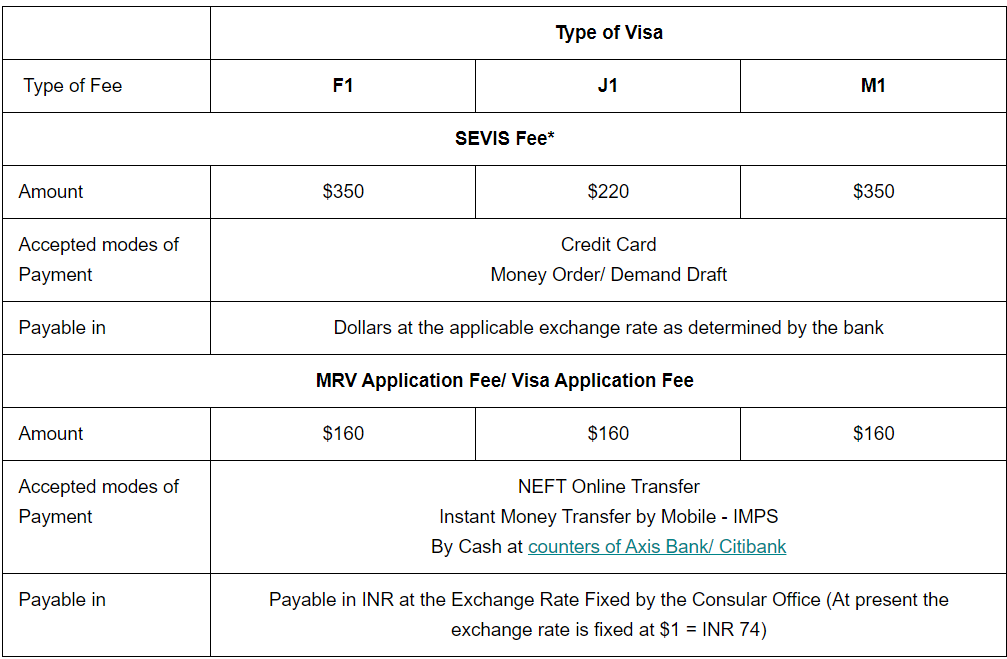 Type of Visa
Type of Fee F1 J1 M1
SEVIS Fee*
Amount $350 $220 $350
Accepted modes of Payment
Credit Card
Money Order/ Demand Draft
Payable in Dollars at the applicable exchange rate as determined by the bank
MRV Application Fee/ Visa Application Fee
Amount $160 $160 $160
Accepted modes of
Payment
NEFT Online Transfer
Instant Money Transfer by Mobile - IMPS
By Cash at counters of Axis Bank/ Citibank
Payable in
Payable in INR at the Exchange Rate Fixed by the Consular Office (At present the
exchange rate is fixed at $1 = INR 74)